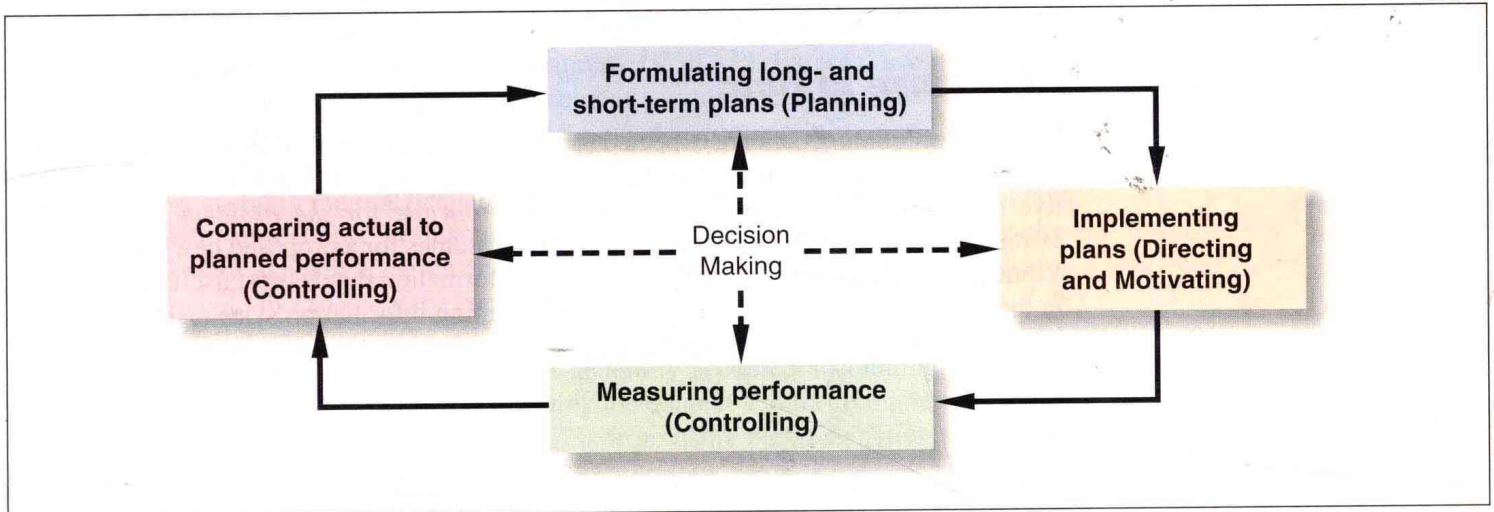 Formulating long- and
short-term plans (Planning)
Comparing actual to
planned performance
(Controlling)
Decision
Making
Implementing
plans (Directing
and Motivating)
Measuring performance
(Controlling)